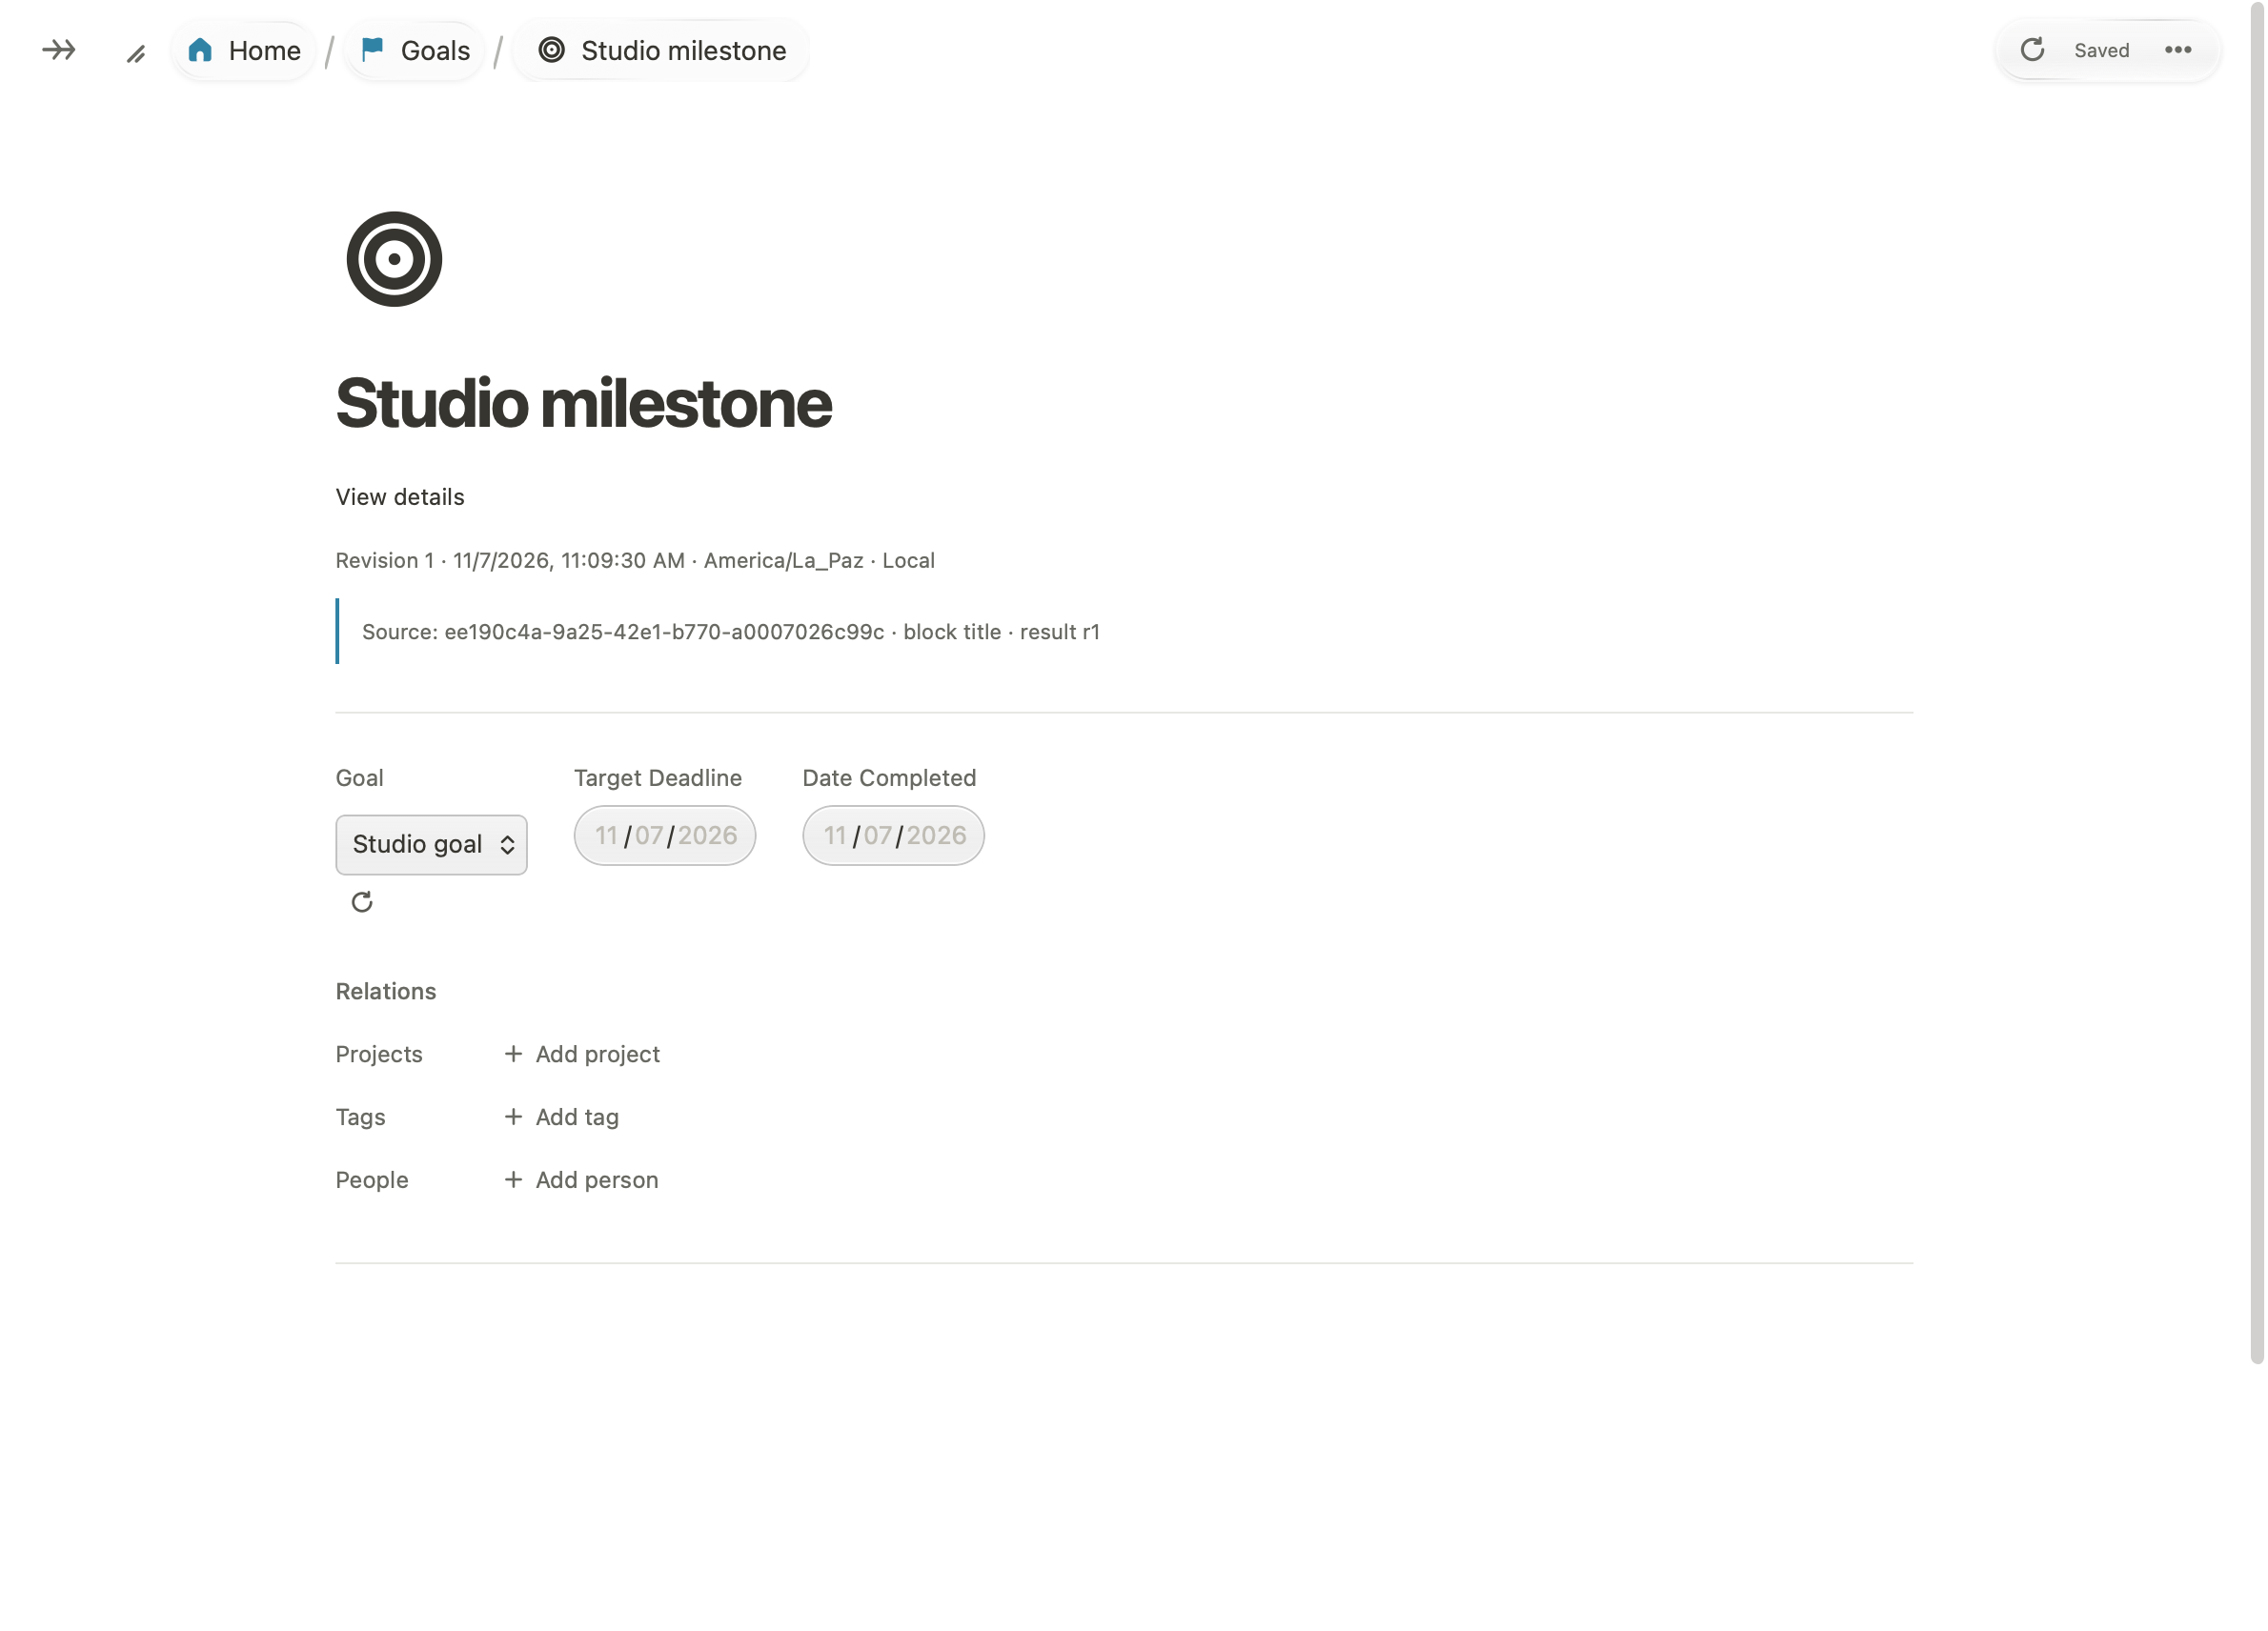 Home / Goals / Studio milestone
Saved
Studio milestone
View details
Revision 1 · 11/7/2026, 11:09:30 AM · America/La_Paz · Local
Source: ee190c4a-9a25-42e1-b770-a0007026c99c · block title · result r1
Goal Target Deadline Date Completed
Studio goal 11/07/2026 11/07/2026
Relations
Projects + Add project
Tags + Add tag
People + Add person